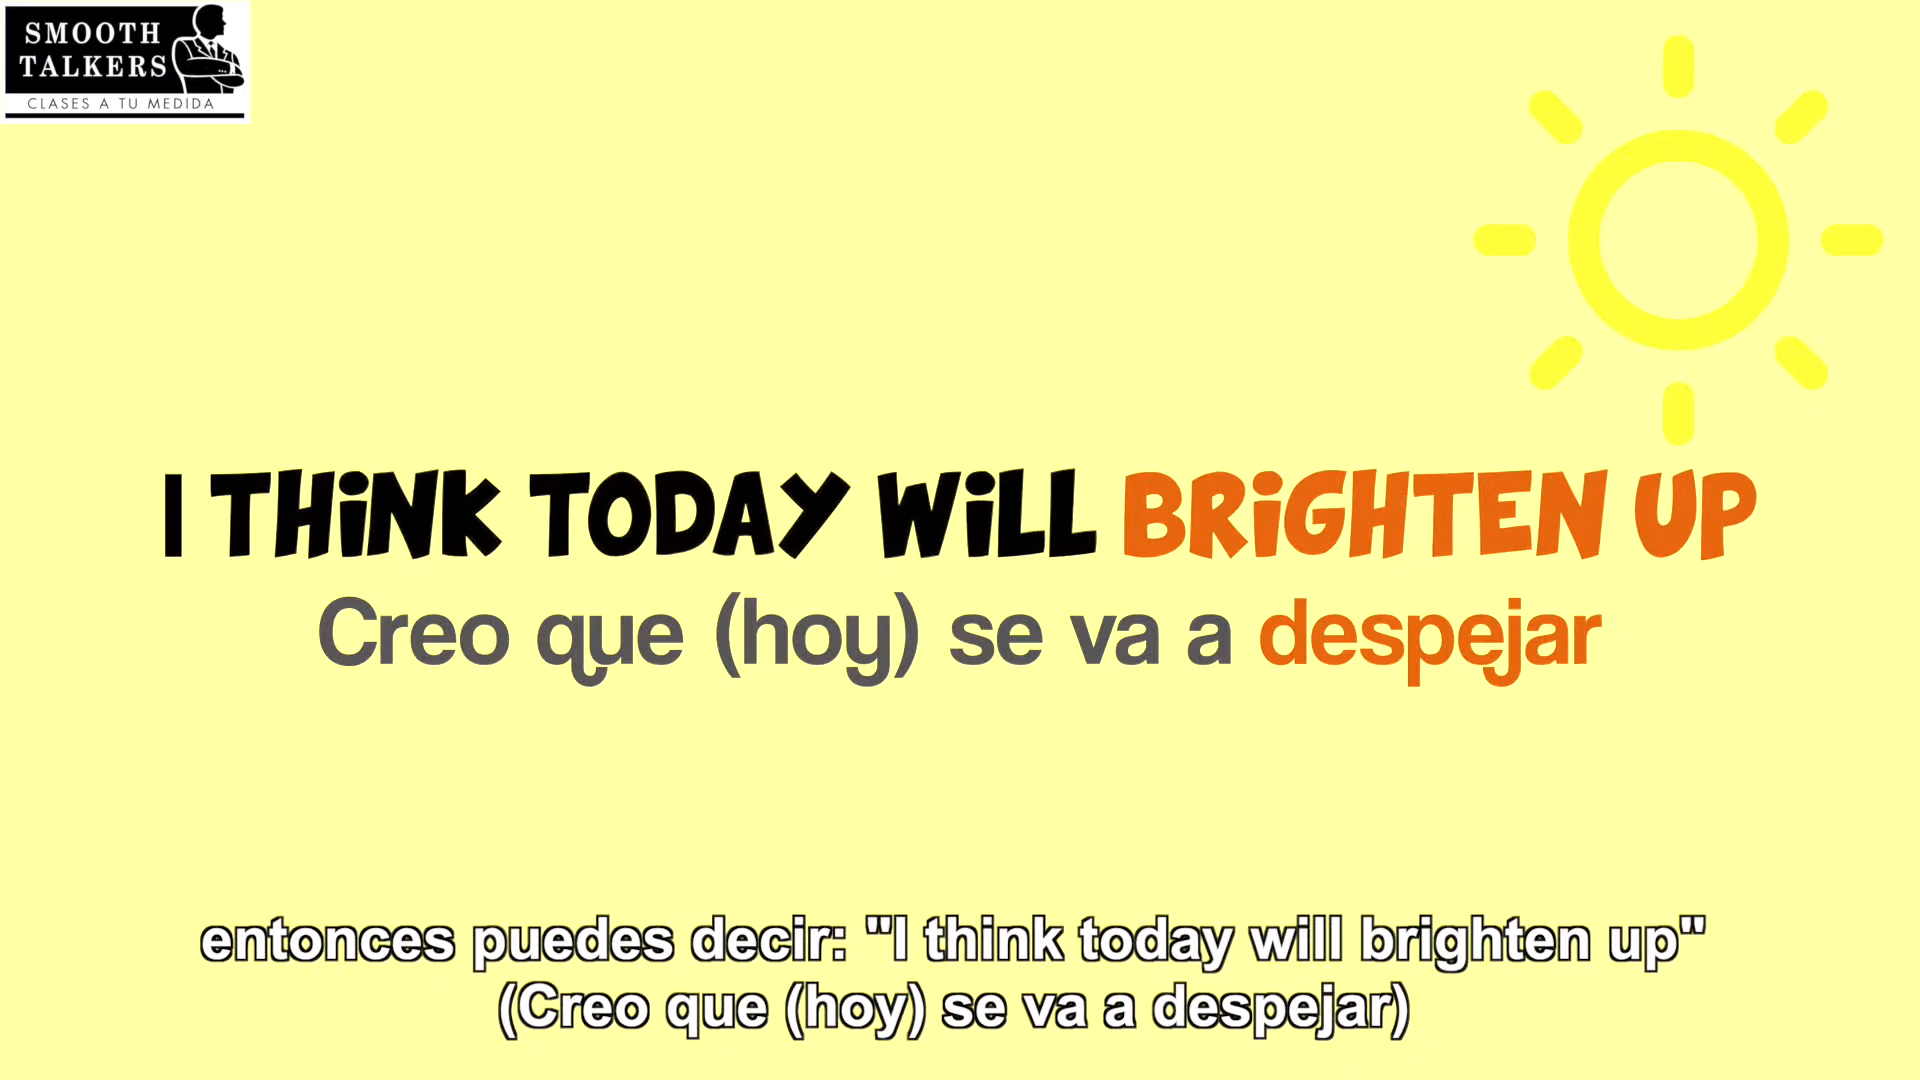 SMOOTH
TALKERS
CLASES A TU MEDIDA
I THiNK TODAY WiLL BRiGHTEN UP
Creo que (hoy) se va a despejar
entonces puedes decir: "I think today will brighten up"
(Creo que (hoy) se va a despejar)